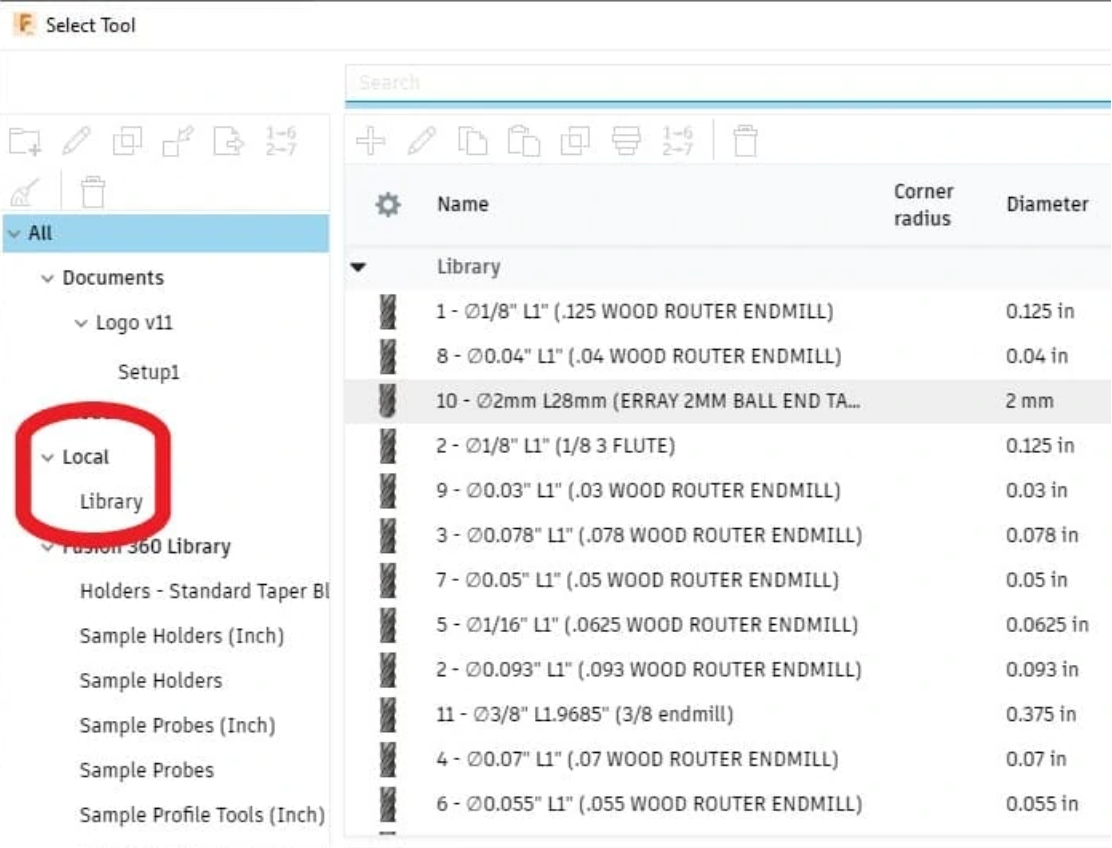 Select Tool
Search
1-6
2-7
1-6
2-7
Name
Corner
radius
Diameter
All
Documents
Logo v11
Setup1
Local
Library
Fusion 360 Library
Holders - Standard Taper Bl
Sample Holders (Inch)
Sample Holders
Sample Probes (Inch)
Sample Probes
Sample Profile Tools (Inch)
Library
1 - ∅1/8" L1" (.125 WOOD ROUTER ENDMILL) 0.125 in
8 - ∅0.04" L1" (.04 WOOD ROUTER ENDMILL) 0.04 in
10 - ∅2mm L28mm (ERRAY 2MM BALL END TA... 2 mm
2 - ∅1/8" L1" (1/8 3 FLUTE) 0.125 in
9 - ∅0.03" L1" (.03 WOOD ROUTER ENDMILL) 0.03 in
3 - ∅0.078" L1" (.078 WOOD ROUTER ENDMILL) 0.078 in
7 - ∅0.05" L1" (.05 WOOD ROUTER ENDMILL) 0.05 in
5 - ∅1/16" L1" (.0625 WOOD ROUTER ENDMILL) 0.0625 in
2 - ∅0.093" L1" (.093 WOOD ROUTER ENDMILL) 0.093 in
11 - ∅3/8" L1.9685" (3/8 endmill) 0.375 in
4 - ∅0.07" L1" (.07 WOOD ROUTER ENDMILL) 0.07 in
6 - ∅0.055" L1" (.055 WOOD ROUTER ENDMILL) 0.055 in